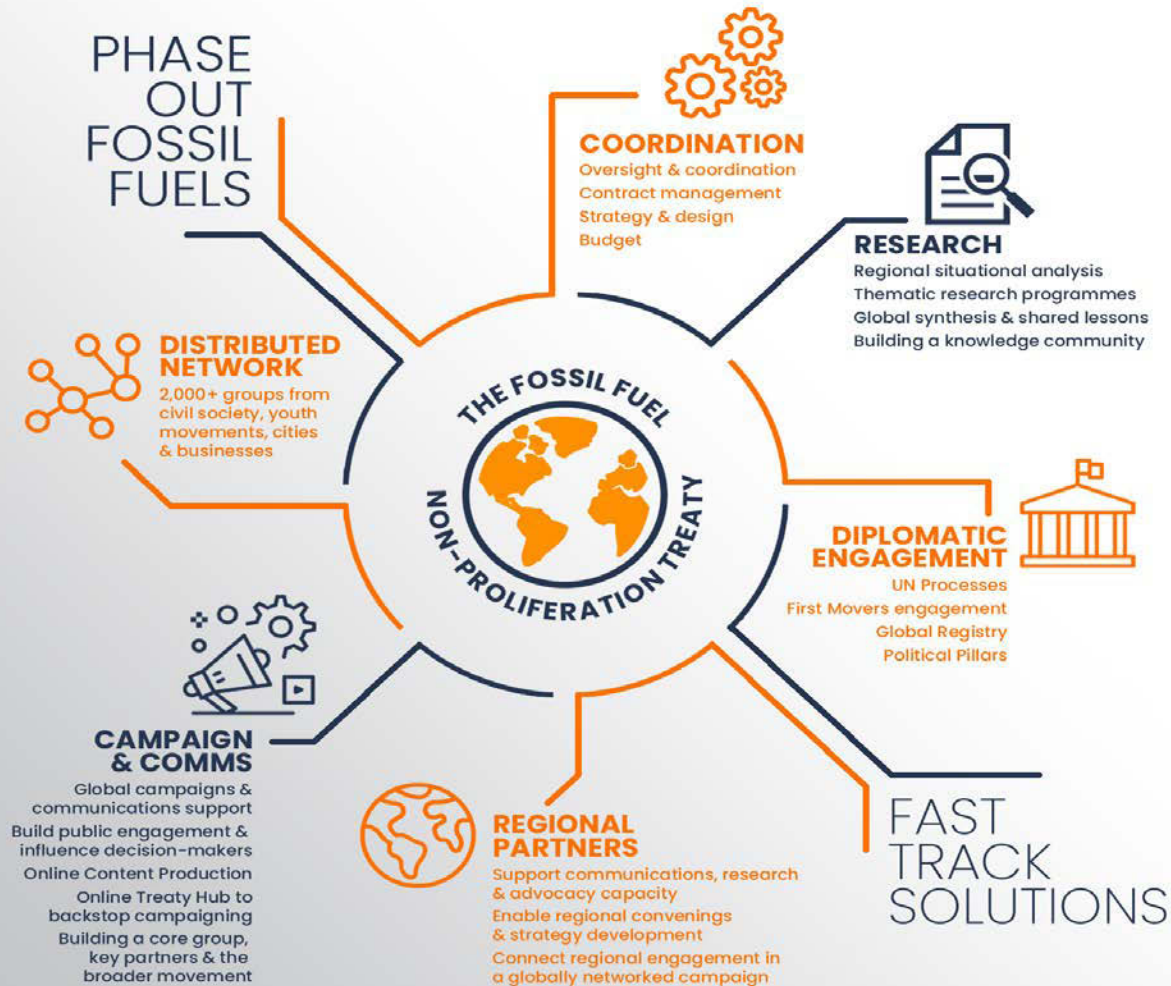 PHASE
OUT
FOSSIL
FUELS
COORDINATION
Oversight & coordination
Contract management
Strategy & design
Budget
RESEARCH
Regional situational analysis
Thematic research programmes
Global synthesis & shared lessons
Building a knowledge community
DISTRIBUTED
NETWORK
2,000+ groups from
civil society, youth
movements, cities
& businesses
THE FOSSIL FUEL
NON-PROLIFERATION TREATY
DIPLOMATIC
ENGAGEMENT
UN Processes
First Movers engagement
Global Registry
Political Pillars
CAMPAIGN
& COMMS
Global campaigns &
communications support
Build public engagement &
influence decision-makers
Online Content Production
Online Treaty Hub to
backstop campaigning
Building a core group,
key partners & the
broader movement
REGIONAL
PARTNERS
Support communications, research
& advocacy capacity
Enable regional convenings
& strategy development
Connect regional engagement in
a globally networked campaign
FAST
TRACK
SOLUTIONS